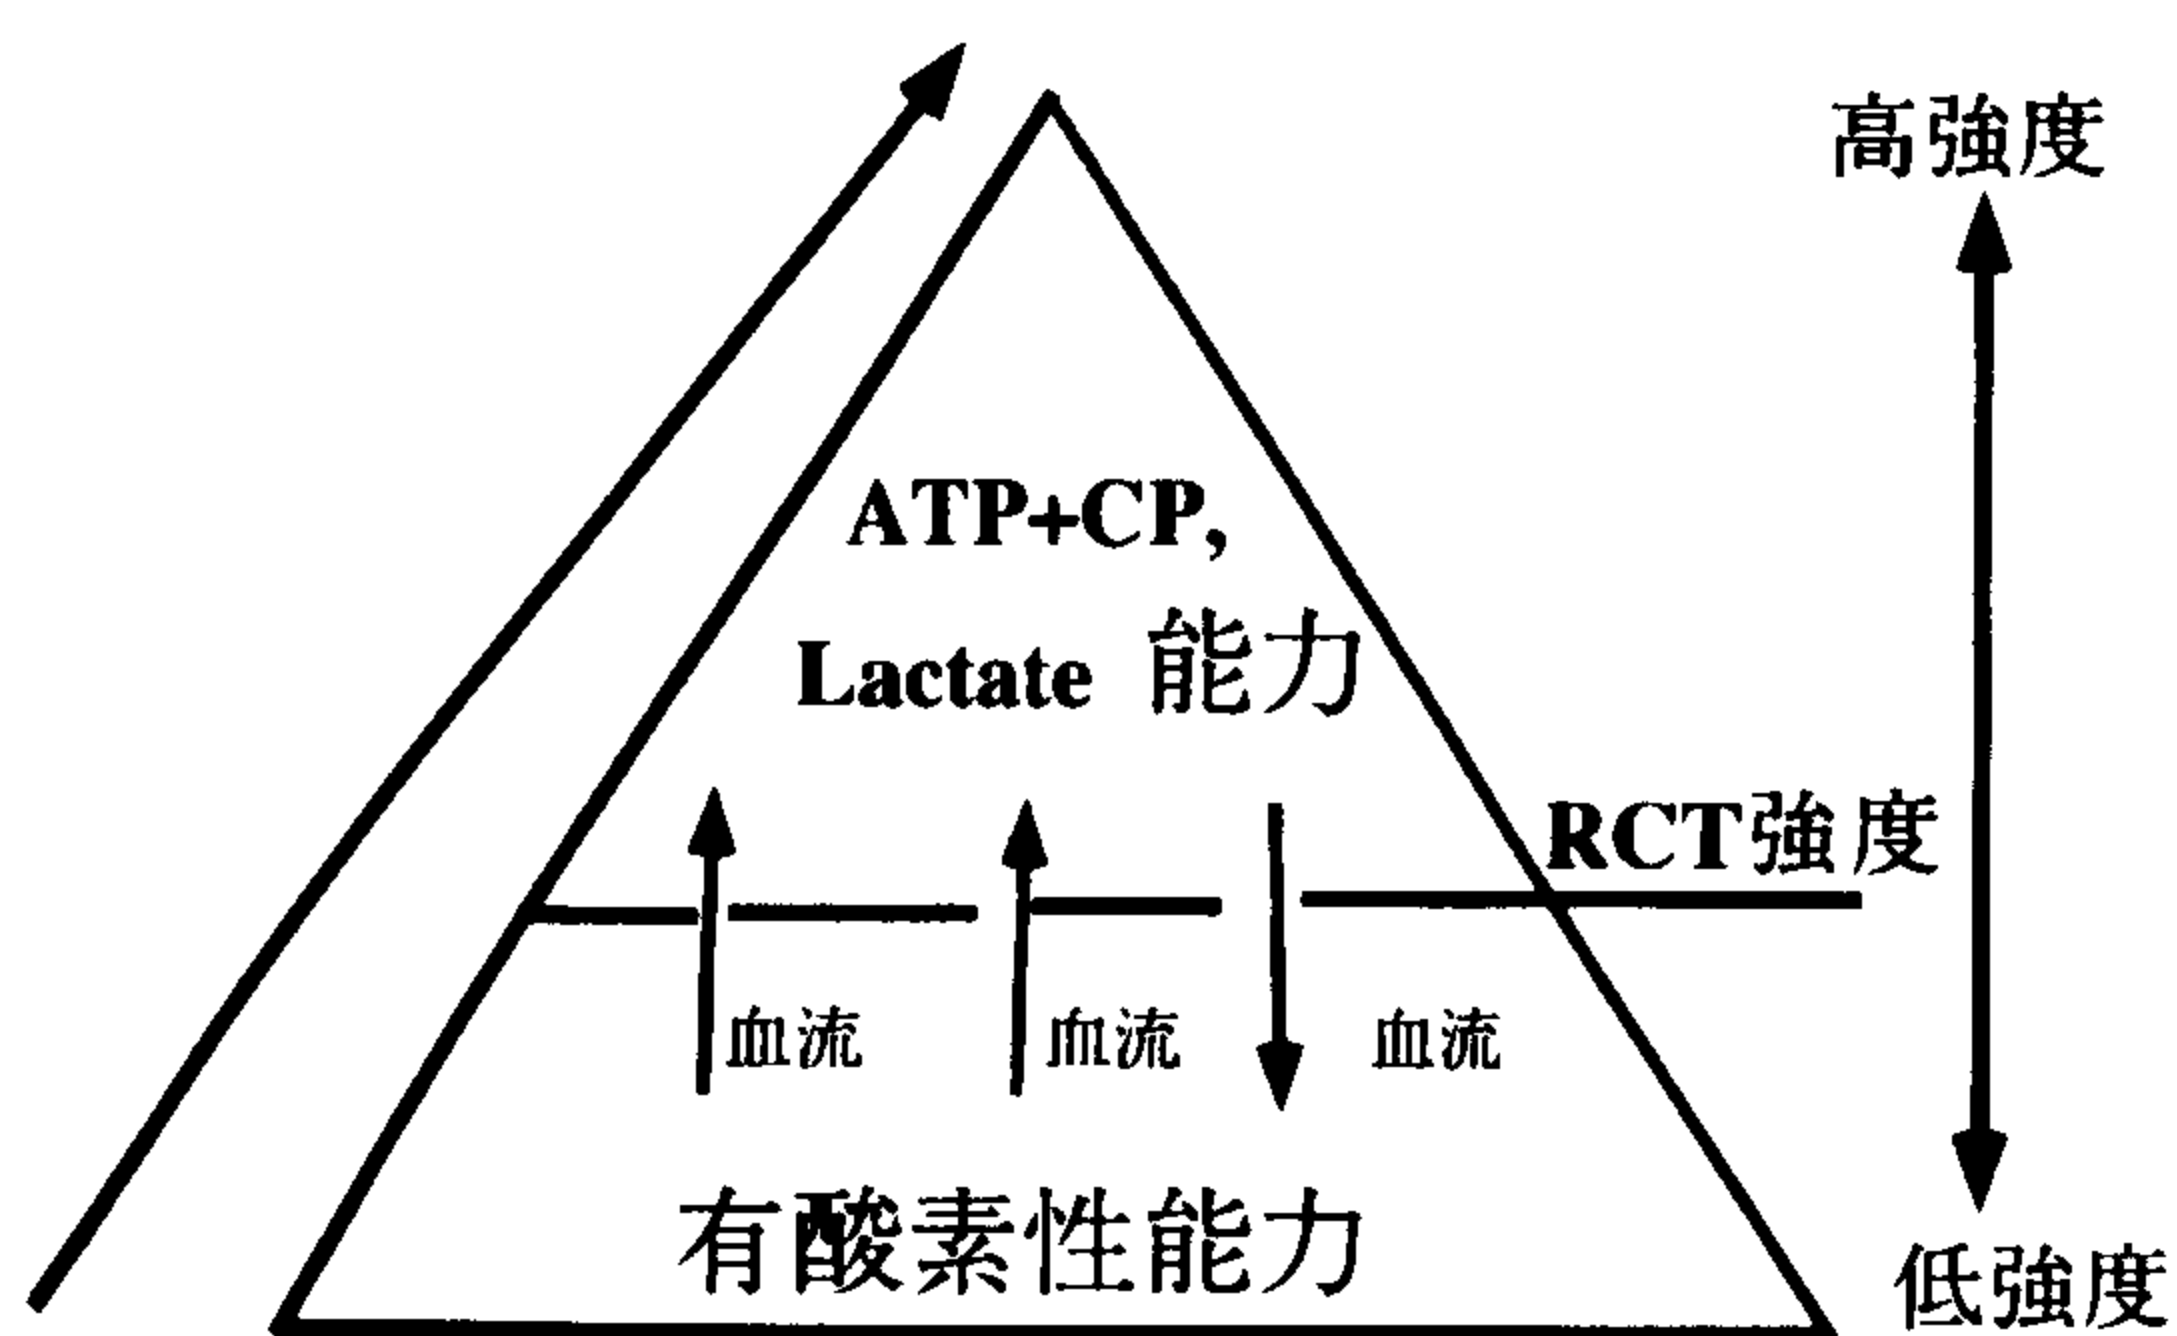 高強度
ATP+CP,
Lactate 能力
RCT強度
血流 血流 血流
有酸素性能力
低強度